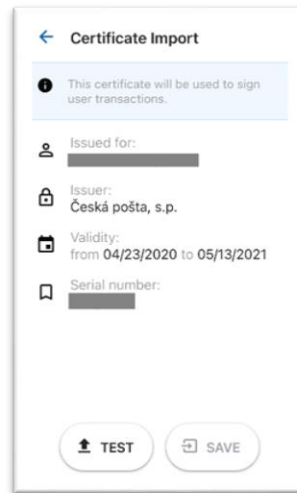 Certificate Import
This certificate will be used to sign
user transactions.
Issued for:
Issuer:
Česká pošta, s.p.
Validity:
from 04/23/2020 to 05/13/2021
Serial number:
TEST
SAVE